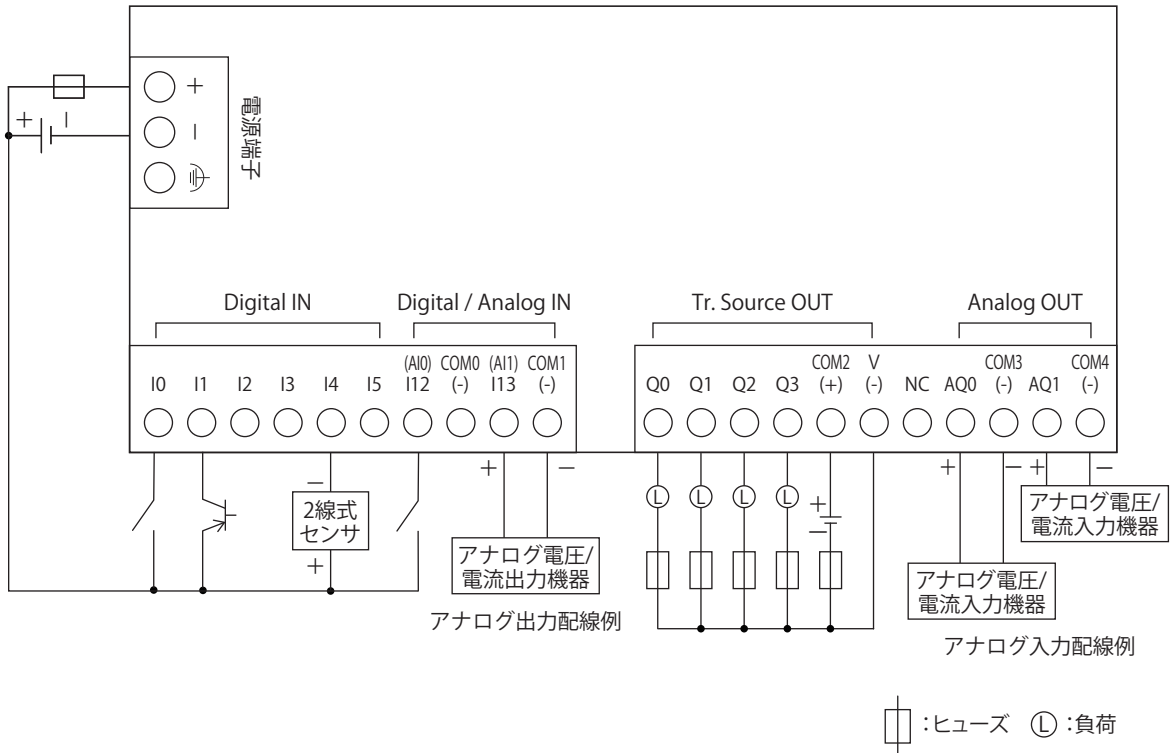 +
-
+ -
電源端子
Digital IN
Digital / Analog IN
Tr. Source OUT
Analog OUT
I0 I1 I2 I3 I4 I5 (AI0) I12 COM0 (-) (AI1) I13 COM1 (-)
Q0 Q1 Q2 Q3 COM2 (+) V (-) NC AQ0 COM3 (-) AQ1 COM4 (-)
-
2線式
センサ
+
+ -
アナログ電圧/
電流出力機器
アナログ出力配線例
L L L L
+
-
+ -
アナログ電圧/
電流入力機器
+ -
アナログ電圧/
電流入力機器
アナログ入力配線例
:ヒューズ L :負荷